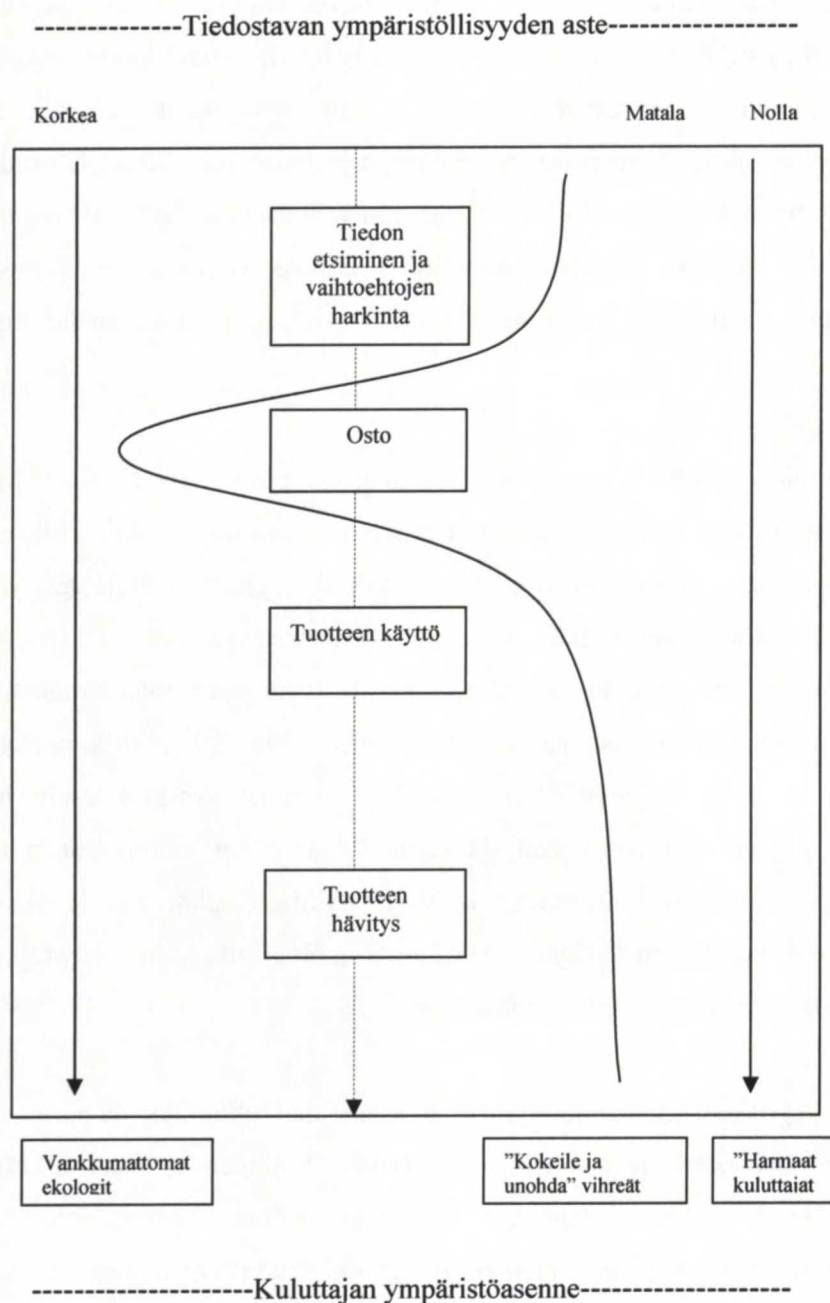 -----------Tiedostavan ympäristöllisyyden aste-----------
Korkea Matala Nolla
Tiedon
etsiminen ja
vaihtoehtojen
harkinta
Osto
Tuotteen käyttö
Tuotteen
hävitys
Vankkumattomat
ekologit
"Kokeile ja
unohda" vihreät
"Harmaat
kuluttajat
-----------Kuluttajan ympäristöasenne-----------